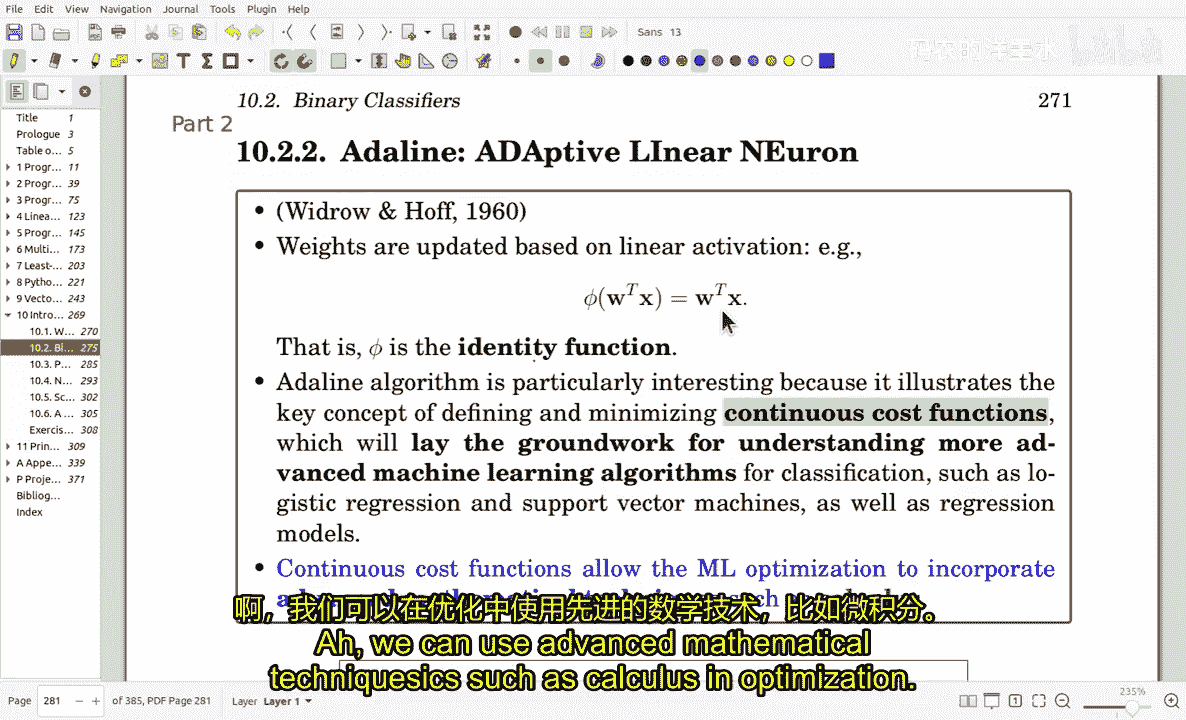 File Edit View Navigation Journal Tools Plugin Help
Sans 13
Title 1
Prologue 3
Table o... 5
1 Progr... 11
2 Progr... 39
3 Progr... 75
4 Linea... 123
5 Progr... 145
6 Multi... 173
7 Least-... 203
8 Pytho... 221
9 Vecto... 243
10 Intro... 269
10.1. W... 270
10.2. Bi... 275
10.3. P... 285
10.4. N... 293
10.5. Sc... 302
10.6. A ... 305
Exercis... 308
11 Prin... 309
A Appe... 339
P Proje... 371
Bibliog...
Index
10.2. Binary Classifiers 271
Part 2
10.2.2. Adaline: ADAptive LInear NEuron
• (Widrow & Hoff, 1960)
• Weights are updated based on linear activation: e.g.,
ϕ(w^T x) = w^T x.
That is, ϕ is the identity function.
• Adaline algorithm is particularly interesting because it illustrates the
key concept of defining and minimizing continuous cost functions,
which will lay the groundwork for understanding more ad-
vanced machine learning algorithms for classification, such as lo-
gistic regression and support vector machines, as well as regression
models.
• Continuous cost functions allow the ML optimization to incorporate
啊，我们可以在优化中使用先进的数学技术，比如微积分。
Ah, we can use advanced mathematical
techniquesics such as calculus in optimization.
Page 281 of 385, PDF Page 281 Layer Layer 1 235%